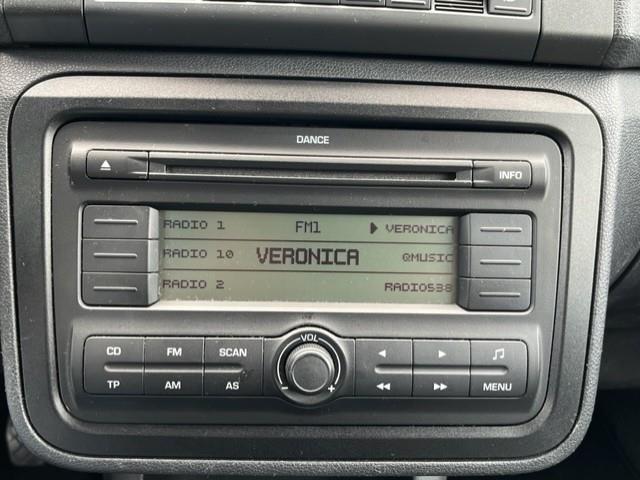 DANCE
INFO
RADIO 1 FM1 VERONICA
RADIO 10 VERONICA QMUSIC
RADIO 2 RADIO538
VOL
CD FM SCAN
TP AM AS
- +
MENU